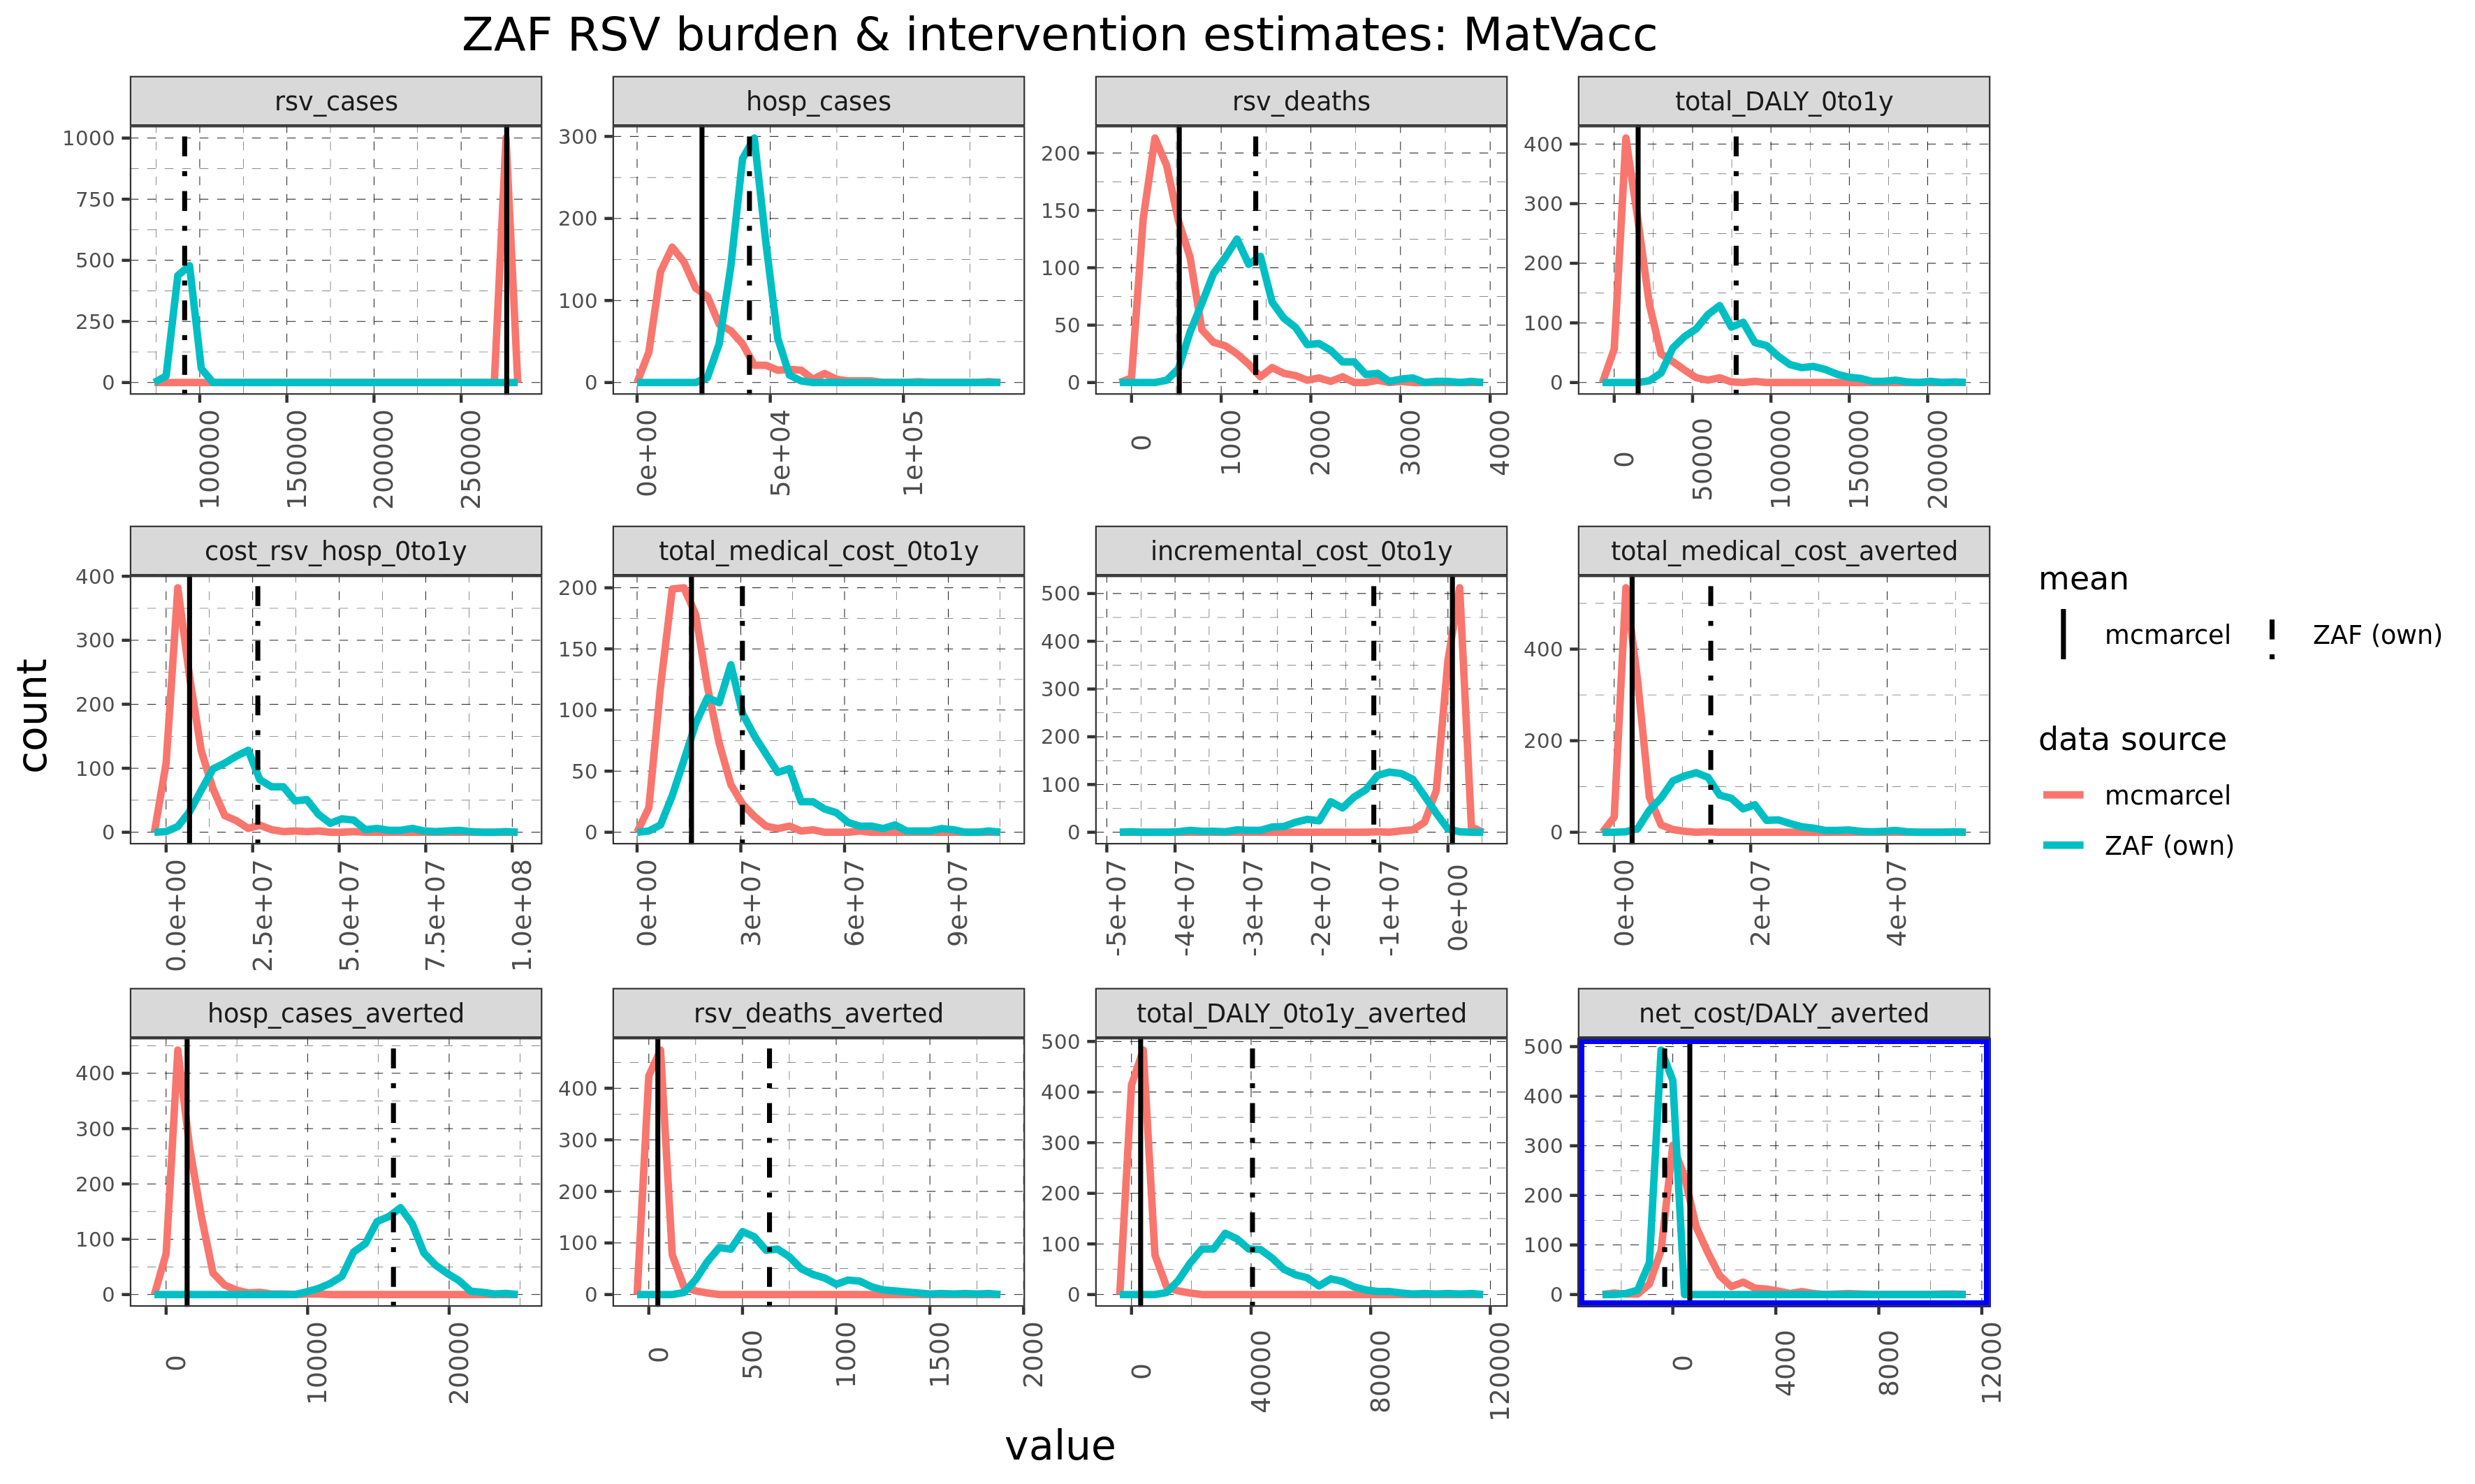 ZAF RSV burden & intervention estimates: MatVacc
rsv_cases
hosp_cases
rsv_deaths
total_DALY_0to1y
1000
750
500
250
0
300
200
100
0
200
150
100
50
0
400
300
200
100
0
100000
150000
200000
250000
0e+00
5e+04
1e+05
0
1000
2000
3000
4000
0
50000
100000
150000
200000
cost_rsv_hosp_0to1y
total_medical_cost_0to1y
incremental_cost_0to1y
total_medical_cost_averted
400
300
200
100
0
200
150
100
50
0
500
400
300
200
100
0
400
200
0
0.0e+00
2.5e+07
5.0e+07
7.5e+07
1.0e+08
0e+00
3e+07
6e+07
9e+07
-5e+07
-4e+07
-3e+07
-2e+07
-1e+07
0e+00
0e+00
2e+07
4e+07
hosp_cases_averted
rsv_deaths_averted
total_DALY_0to1y_averted
net_cost/DALY_averted
400
300
200
100
0
400
300
200
100
0
500
400
300
200
100
0
500
400
300
200
100
0
0
10000
20000
0
500
1000
1500
2000
0
40000
80000
120000
0
4000
8000
12000
count
value
mean
mcmarcel
ZAF (own)
data source
mcmarcel
ZAF (own)